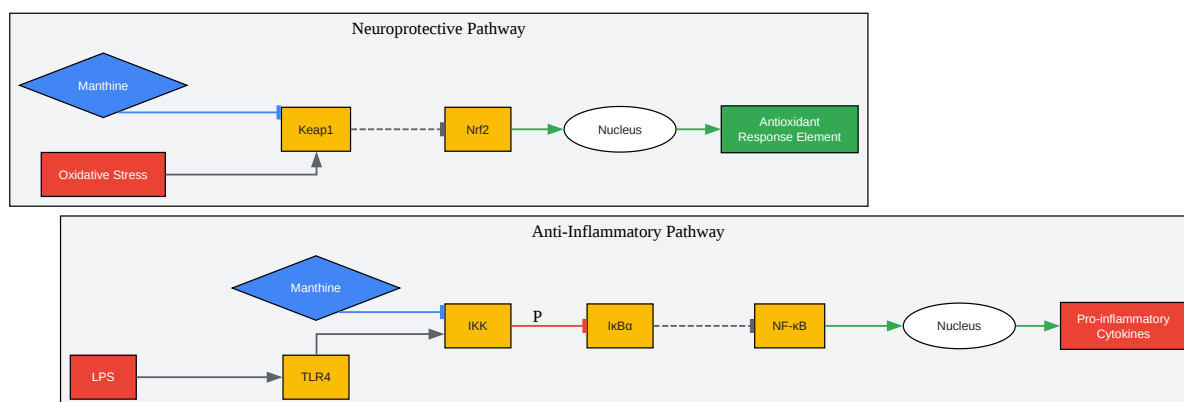 Neuroprotective Pathway
Manthine
Keap1
Nrf2
Nucleus
Antioxidant
Response Element
Oxidative Stress
Anti-Inflammatory Pathway
Manthine
IKK
P
IκBα
NF-κB
Nucleus
Pro-inflammatory
Cytokines
LPS
TLR4